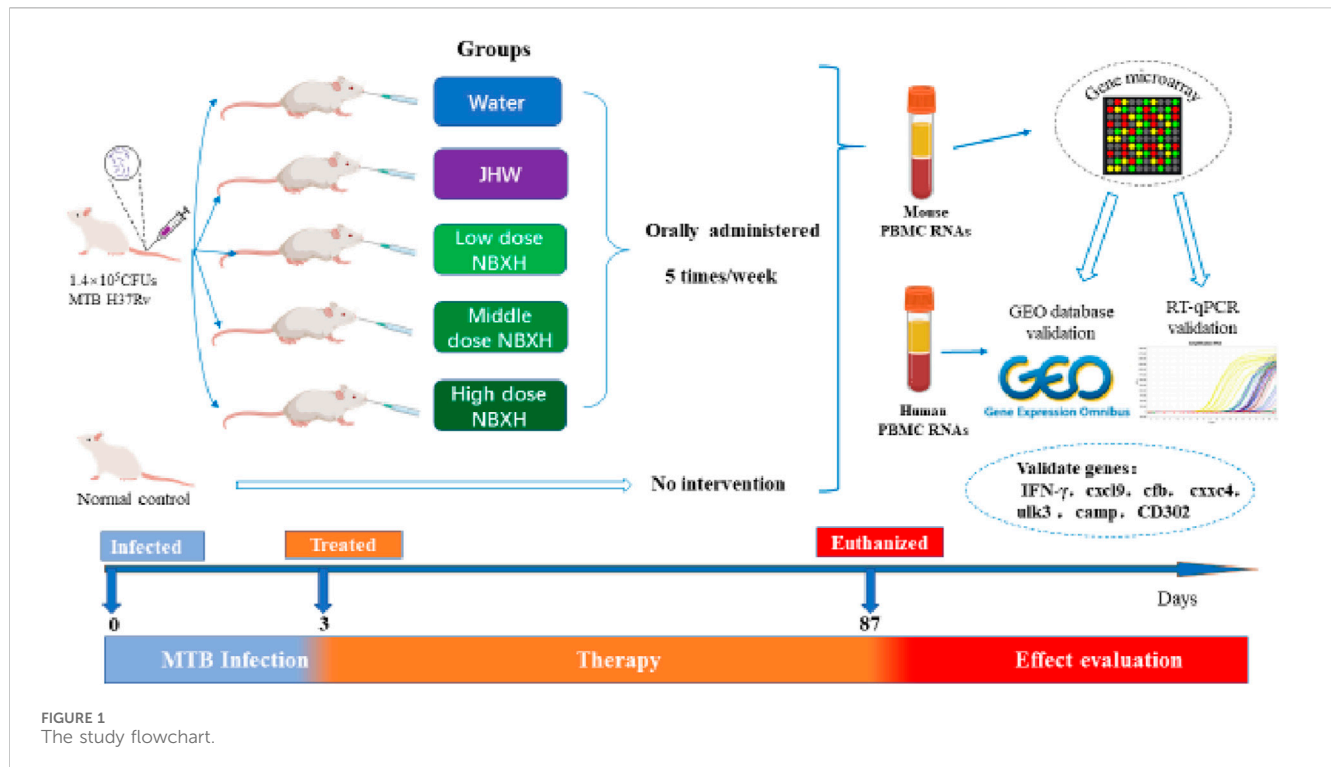 Groups
Water
JHW
Low dose
NBXH
Middle
dose NBXH
High dose
NBXH
1.4×10⁵CFUs
MTB H37Rv
Normal control
Orally administered
5 times/week
No intervention
Mouse
PBMC RNAs
Human
PBMC RNAs
Gene microarray
GEO database
validation
GEO
Gene Expression Omnibus
RT-qPCR
validation
Validate genes：
IFN-γ，cxcl9，cfb，cxxc4，
ulk3，camp，CD302
Infected
Treated
Euthanized
Days
0
3
87
MTB Infection
Therapy
Effect evaluation
FIGURE 1
The study flowchart.